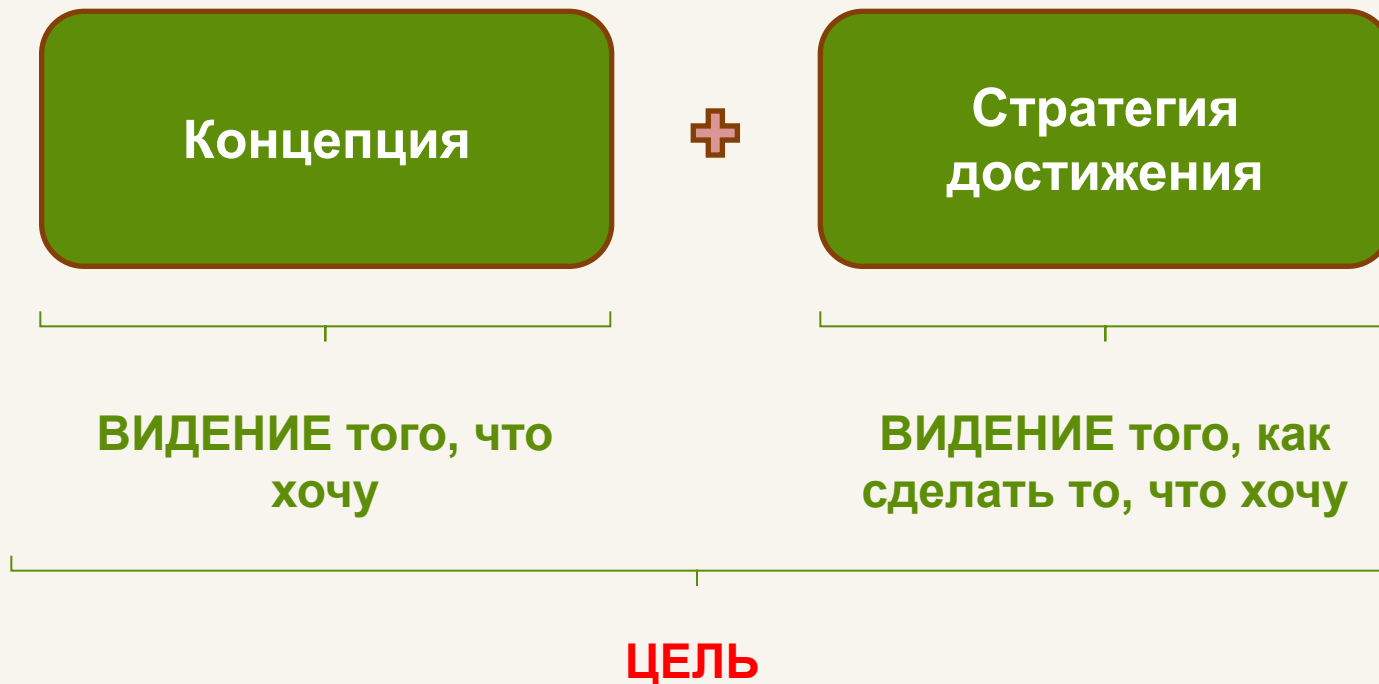 Концепция
Стратегия
достижения
ВИДЕНИЕ того, что
хочу
ВИДЕНИЕ того, как
сделать то, что хочу
ЦЕЛЬ